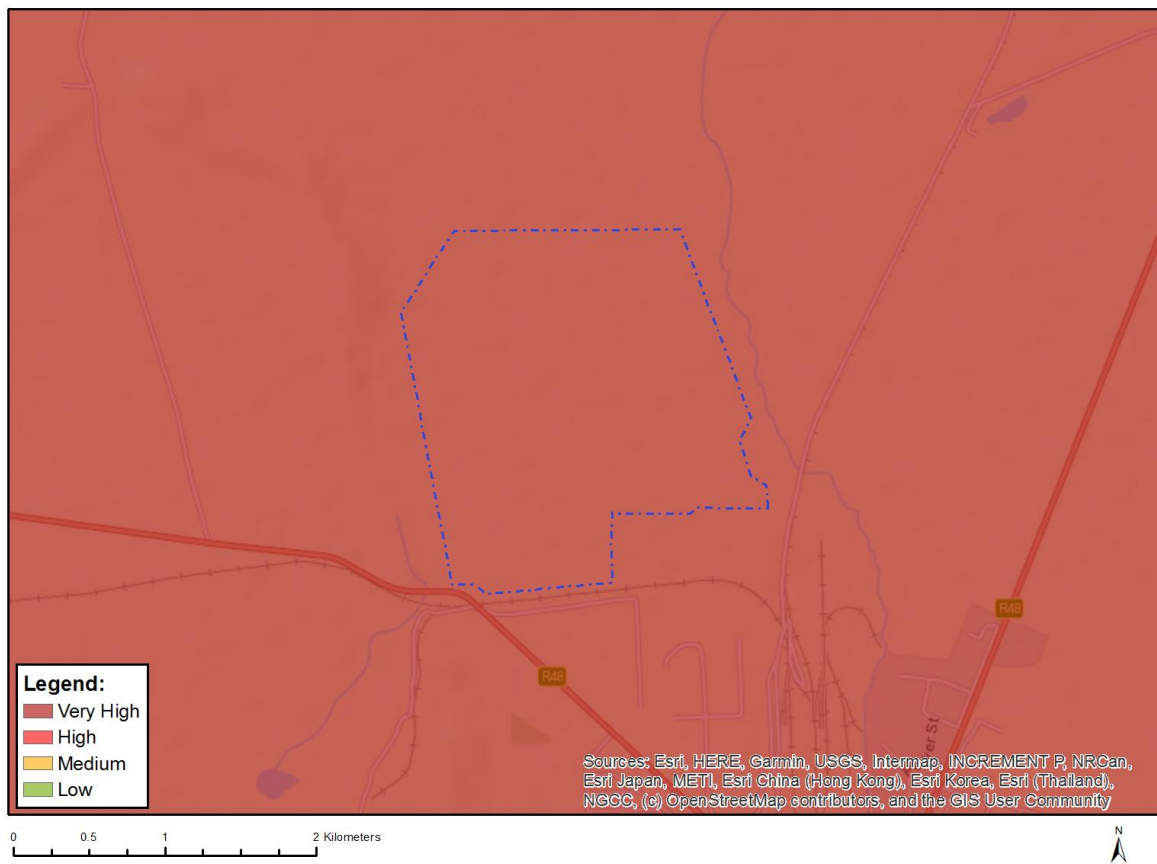 R48
R48
er St
Legend:
Very High
High
Medium
Low
Sources: Esri, HERE, Garmin, USGS, Intermap, INCREMENT P, NRCan,
Esri Japan, METI, Esri China (Hong Kong), Esri Korea, Esri (Thailand),
NGCC, (c) OpenStreetMap contributors, and the GIS User Community
0 0.5 1 2 Kilometers
N